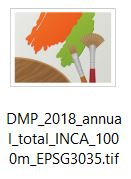 DMP_2018_annua
l_total_INCA_100
0m_EPSG3035.tif